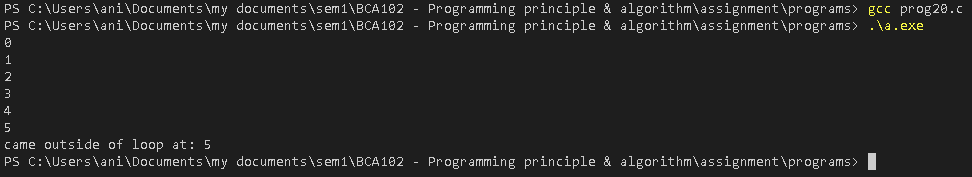 PS C:\Users\ani\Documents\my documents\sem1\BCA102 - Programming principle & algorithm\assignment\programs> gcc prog20.c
PS C:\Users\ani\Documents\my documents\sem1\BCA102 - Programming principle & algorithm\assignment\programs> .\a.exe
0
1
2
3
4
5
came outside of loop at: 5
PS C:\Users\ani\Documents\my documents\sem1\BCA102 - Programming principle & algorithm\assignment\programs>